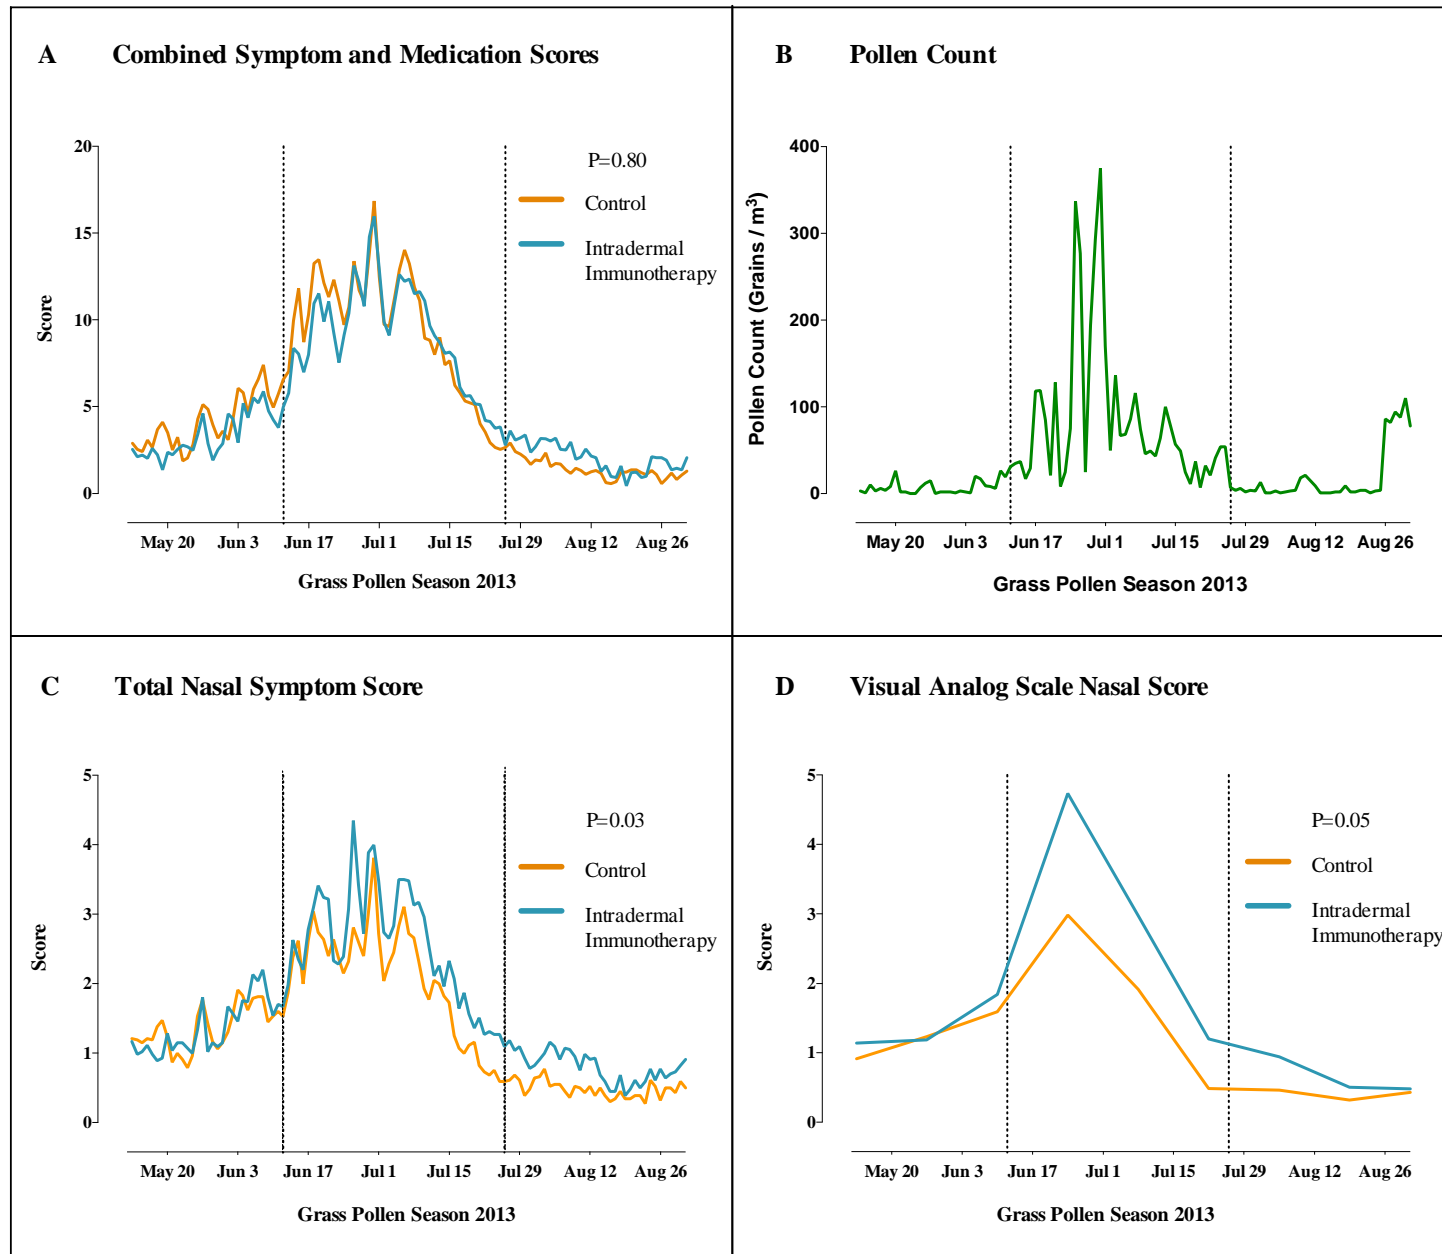 A Combined Symptom and Medication Scores
20
15
10
5
0
Score
P=0.80
Control
Intradermal
Immunotherapy
May 20 Jun 3 Jun 17 Jul 1 Jul 15 Jul 29 Aug 12 Aug 26
Grass Pollen Season 2013
B Pollen Count
400
300
200
100
0
Pollen Count (Grains / m³)
May 20 Jun 3 Jun 17 Jul 1 Jul 15 Jul 29 Aug 12 Aug 26
Grass Pollen Season 2013
C Total Nasal Symptom Score
5
4
3
2
1
0
Score
P=0.03
Control
Intradermal
Immunotherapy
May 20 Jun 3 Jun 17 Jul 1 Jul 15 Jul 29 Aug 12 Aug 26
Grass Pollen Season 2013
D Visual Analog Scale Nasal Score
5
4
3
2
1
0
Score
P=0.05
Control
Intradermal
Immunotherapy
May 20 Jun 3 Jun 17 Jul 1 Jul 15 Jul 29 Aug 12 Aug 26
Grass Pollen Season 2013